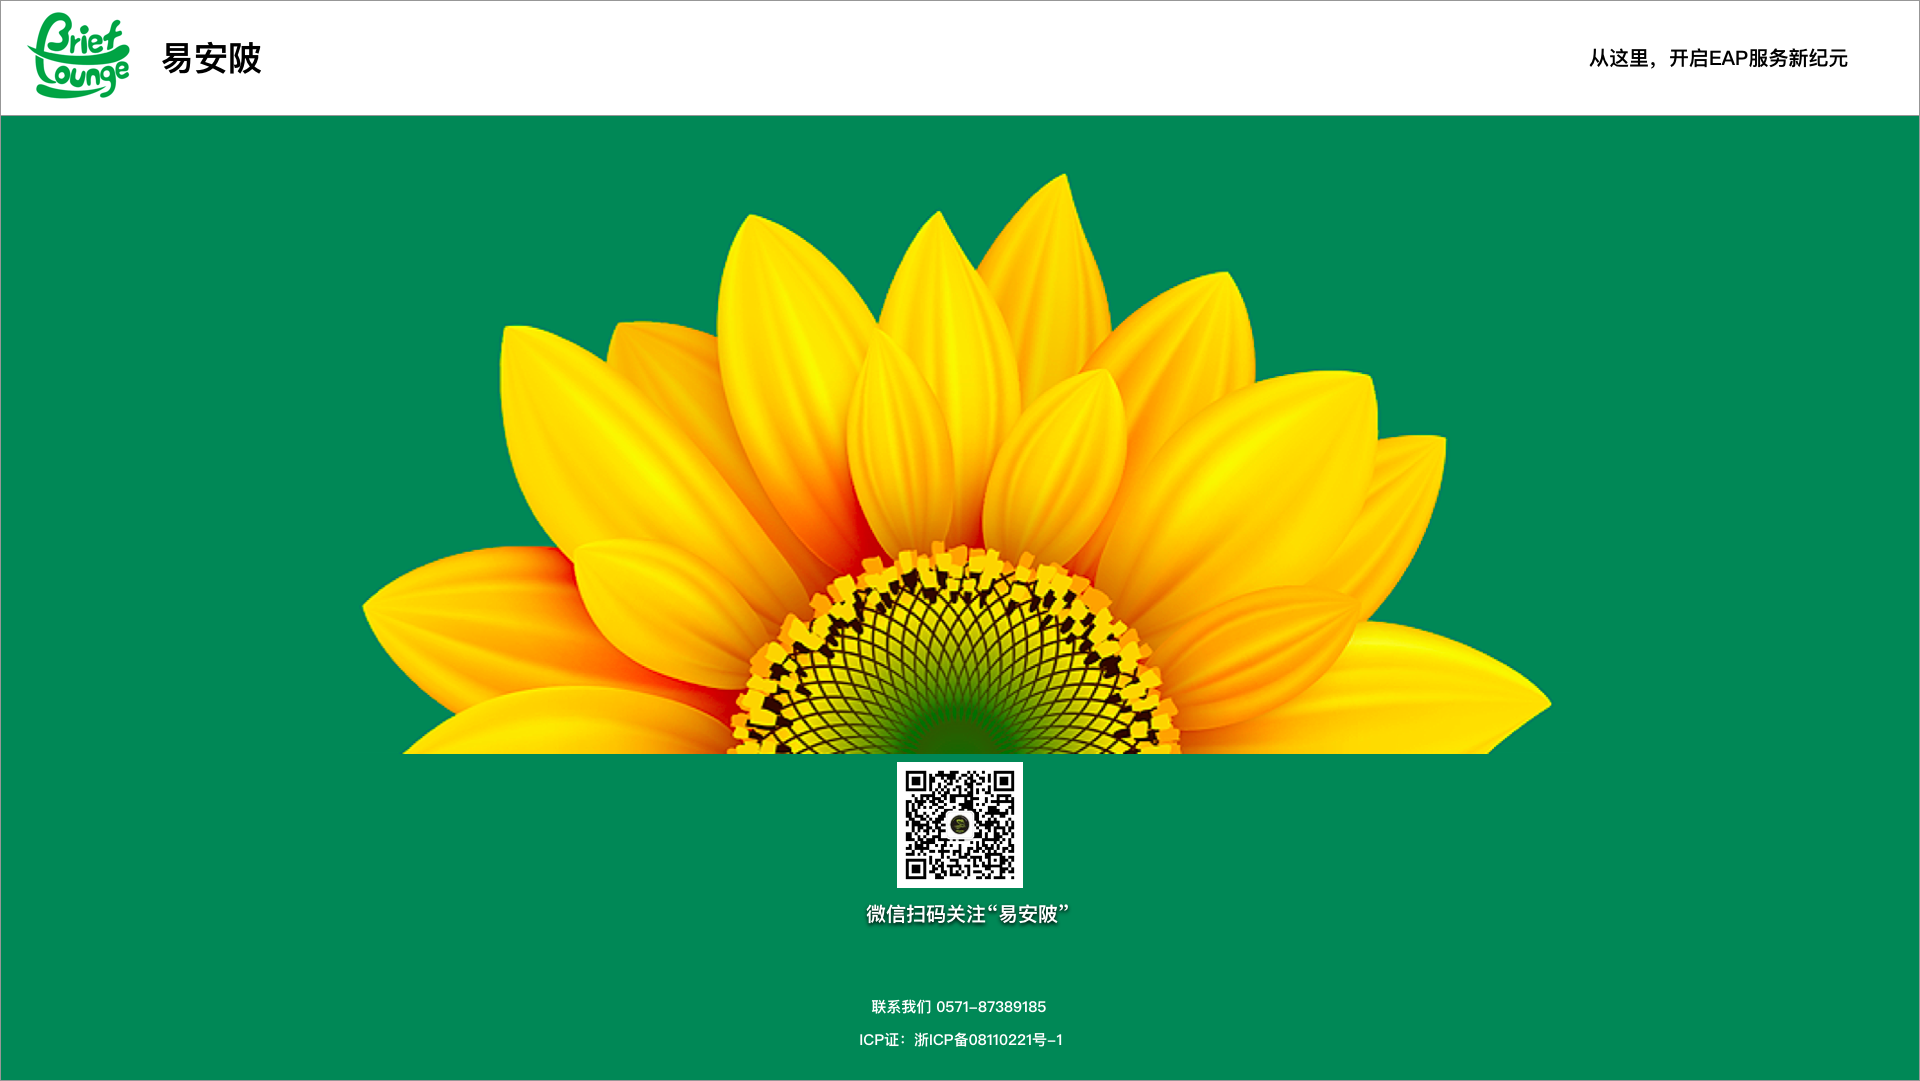 Brief
Lounge
易安陂
从这里，开启EAP服务新纪元
微信扫码关注“易安陂”
联系我们 0571-87389185
ICP证：浙ICP备08110221号-1